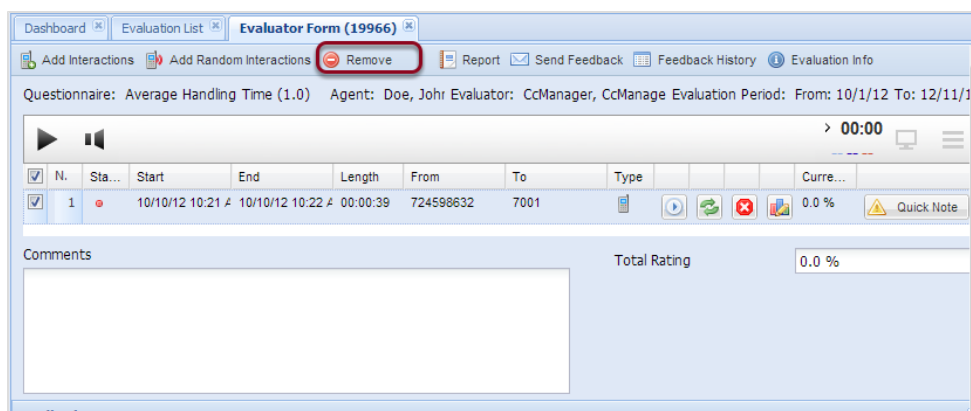 Dashboard Evaluation List Evaluator Form (19966)
Add Interactions Add Random Interactions Remove Report Send Feedback Feedback History Evaluation Info
Questionnaire: Average Handling Time (1.0) Agent: Doe, John Evaluator: CcManager, CcManage Evaluation Period: From: 10/1/12 To: 12/11/1
> 00:00
N. Sta... Start End Length From To Type Curre...
1 10/10/12 10:21 A 10/10/12 10:22 A 00:00:39 724598632 7001 0.0 % Quick Note
Comments Total Rating 0.0 %